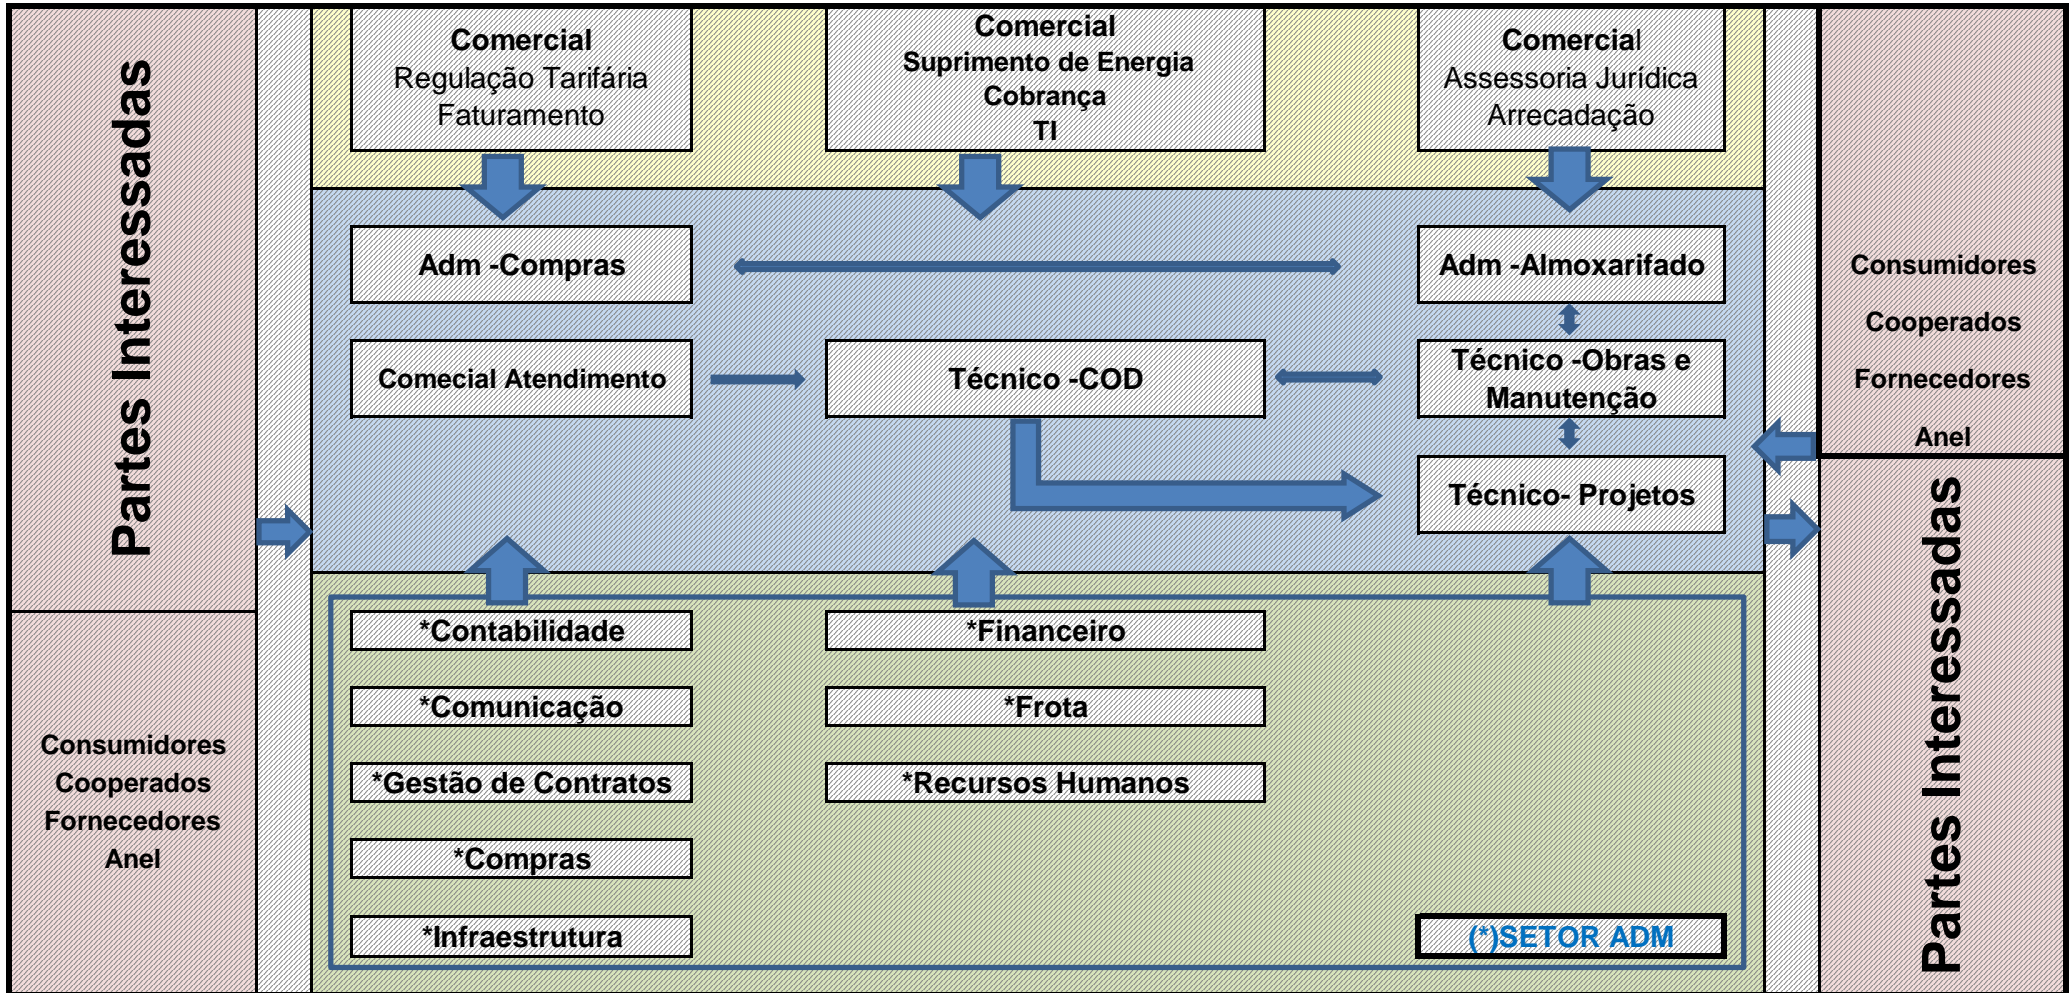 Partes Interessadas
Consumidores
Cooperados
Fornecedores
Anel
Comercial
Regulação Tarifária
Faturamento
Comercial
Suprimento de Energia
Cobrança
TI
Comercial
Assessoria Jurídica
Arrecadação
Adm -Compras
Adm -Almoxarifado
Comecial Atendimento
Técnico -COD
Técnico -Obras e
Manutenção
Técnico- Projetos
*Contabilidade
*Financeiro
*Comunicação
*Frota
*Gestão de Contratos
*Recursos Humanos
*Compras
*Infraestrutura
(*)SETOR ADM
Consumidores
Cooperados
Fornecedores
Anel
Partes Interessadas